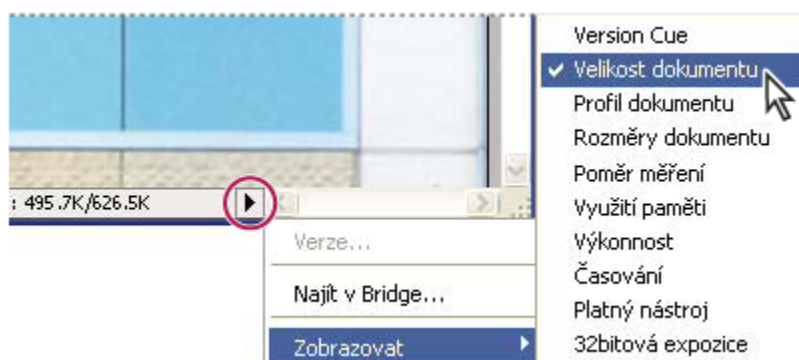 : 495.7K/626.5K
Verze...
Najít v Bridge...
Zobrazovat
Version Cue
Velikost dokumentu
Profil dokumentu
Rozměry dokumentu
Poměr měření
Využití paměti
Výkonnost
Časování
Platný nástroj
32bitová expozice